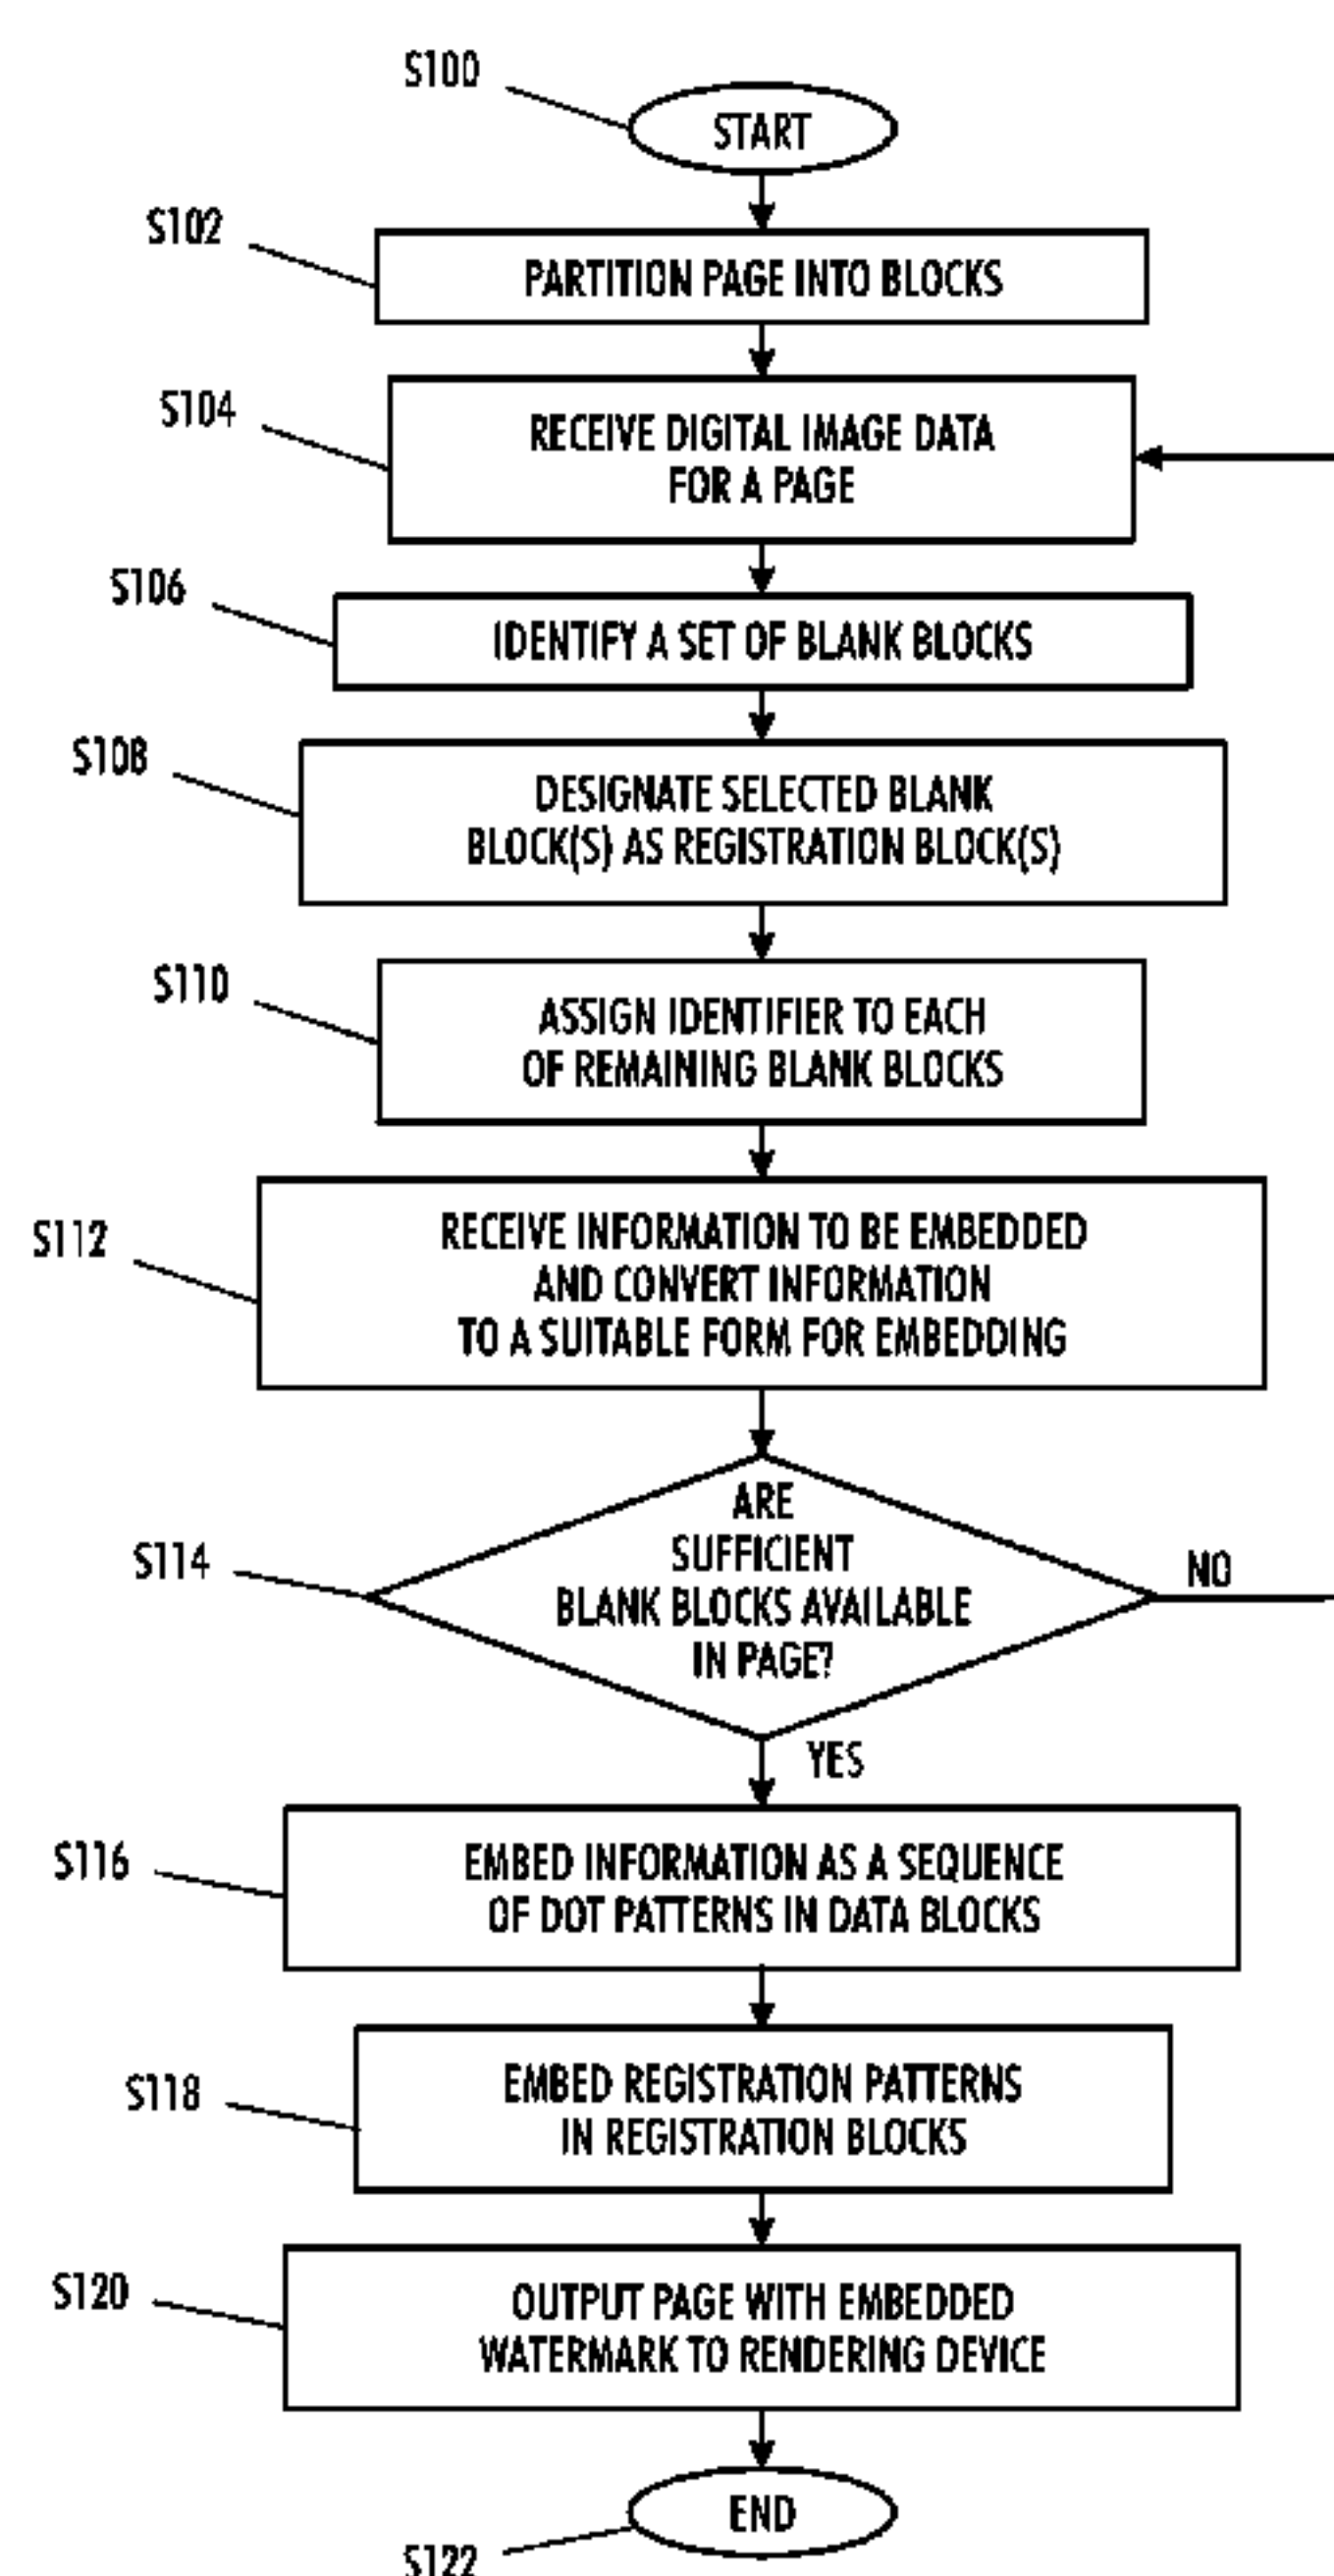 S100
START
S102
PARTITION PAGE INTO BLOCKS
S104
RECEIVE DIGITAL IMAGE DATA
FOR A PAGE
S106
IDENTIFY A SET OF BLANK BLOCKS
S108
DESIGNATE SELECTED BLANK
BLOCK(S) AS REGISTRATION BLOCK(S)
S110
ASSIGN IDENTIFIER TO EACH
OF REMAINING BLANK BLOCKS
S112
RECEIVE INFORMATION TO BE EMBEDDED
AND CONVERT INFORMATION
TO A SUITABLE FORM FOR EMBEDDING
S114
ARE
SUFFICIENT
BLANK BLOCKS AVAILABLE
IN PAGE?
NO
YES
S116
EMBED INFORMATION AS A SEQUENCE
OF DOT PATTERNS IN DATA BLOCKS
S118
EMBED REGISTRATION PATTERNS
IN REGISTRATION BLOCKS
S120
OUTPUT PAGE WITH EMBEDDED
WATERMARK TO RENDERING DEVICE
END
S122